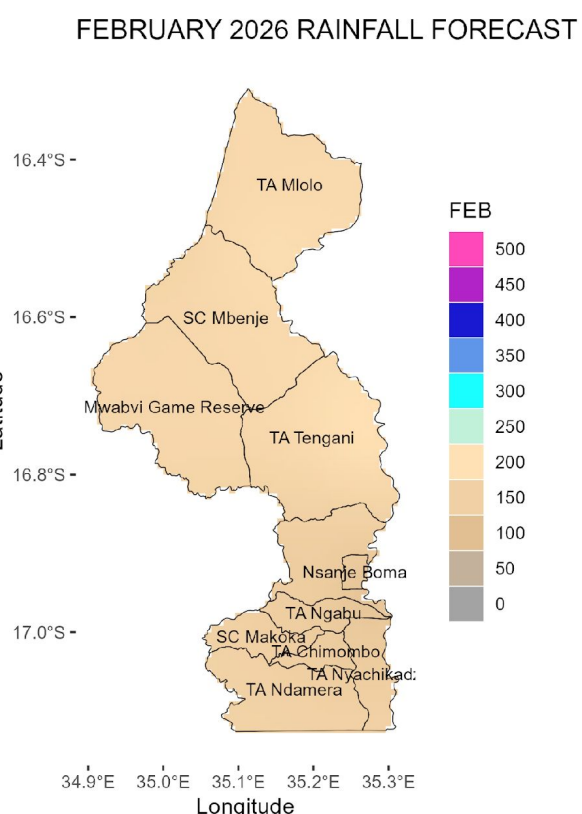 FEBRUARY 2026 RAINFALL FORECAST
16.4°S
16.6°S
16.8°S
17.0°S
TA Mlolo
SC Mbenje
Mwabvi Game Reserve
TA Tengani
Nsanje Boma
TA Ngabu
SC Makoka
TA Chimombo
TA Nyachikad
TA Ndamera
34.9°E 35.0°E 35.1°E 35.2°E 35.3°E
Longitude
FEB
500
450
400
350
300
250
200
150
100
50
0